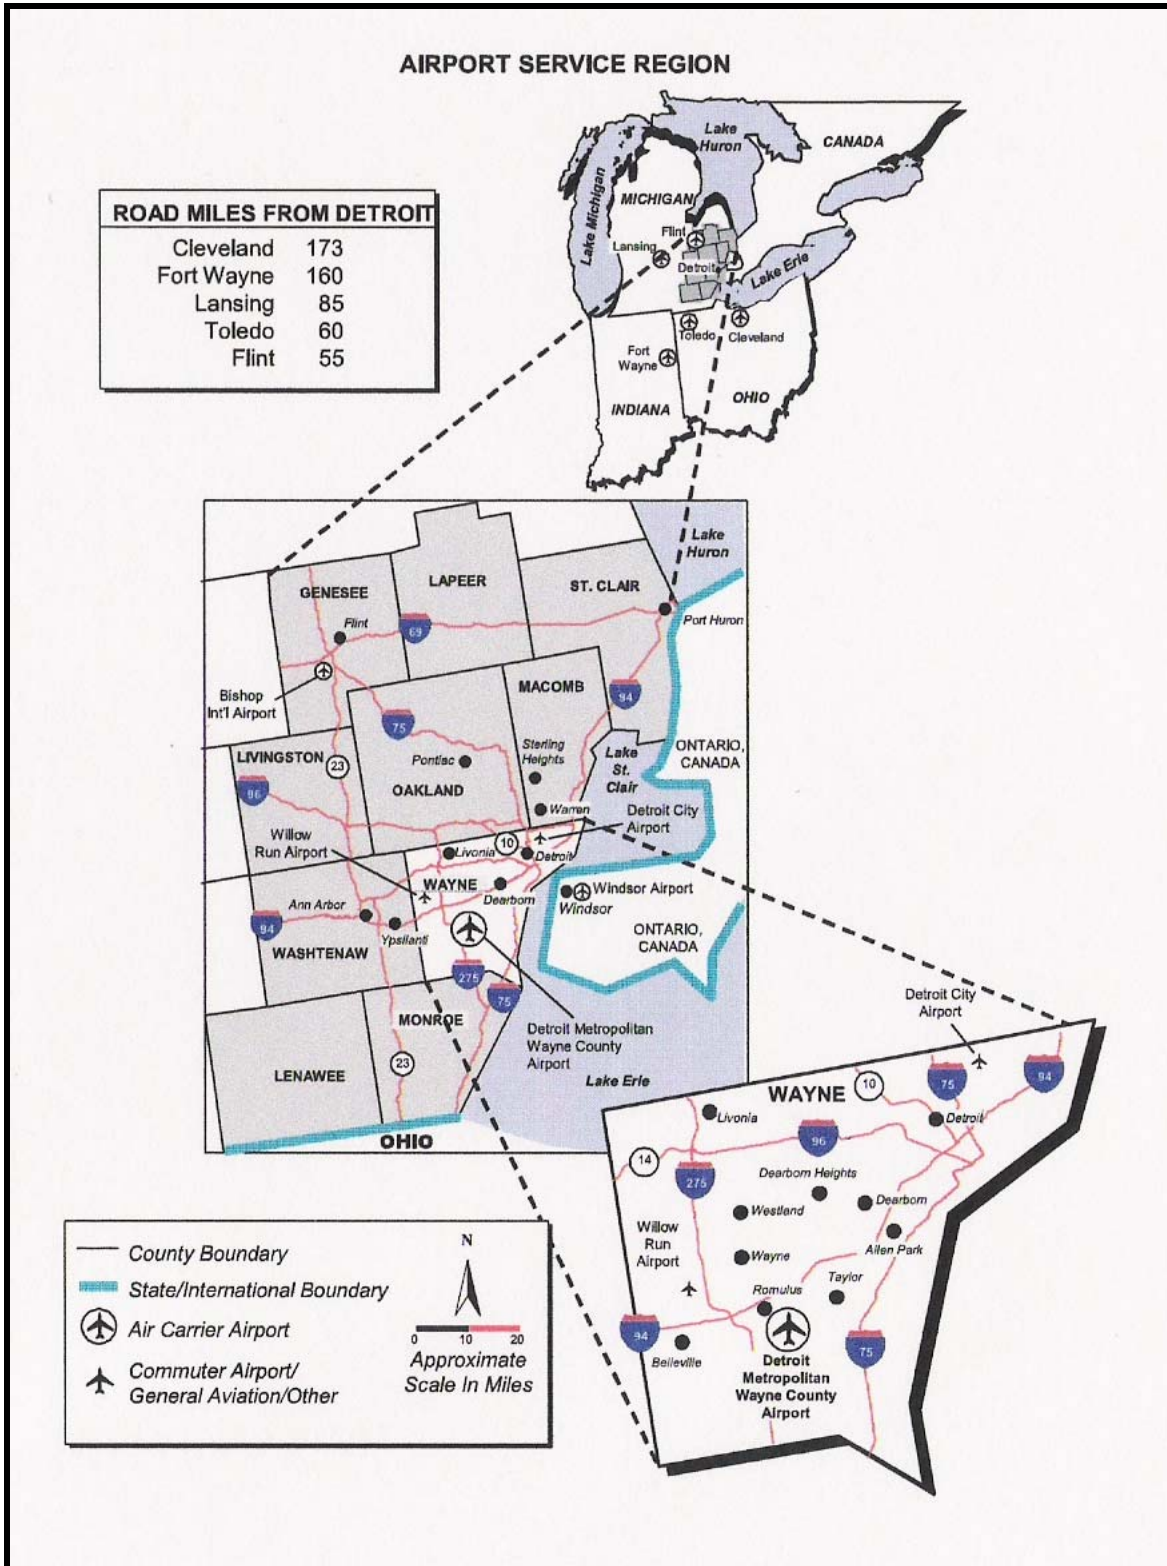 AIRPORT SERVICE REGION
ROAD MILES FROM DETROIT
Cleveland 173
Fort Wayne 160
Lansing 85
Toledo 60
Flint 55
Lake
Huron
CANADA
Lake Michigan
MICHIGAN
Flint
Lansing
Detroit
Lake Erie
Toledo
Cleveland
Fort
Wayne
OHIO
INDIANA
Lake
Huron
LAPEER
ST. CLAIR
GENESEE
Flint
69
Port Huron
Bishop
Int'l Airport
MACOMB
94
75
LIVINGSTON
23
Pontiac
Sterling
Heights
Lake
St.
Clair
ONTARIO,
CANADA
96
OAKLAND
Warren
Detroit City
Airport
Willow
Run Airport
10
Livonia
Detroit
WAYNE
Dearborn
Windsor Airport
Windsor
Ann Arbor
94
Ypsilanti
ONTARIO,
CANADA
WASHTENAW
275
75
MONROE
Detroit Metropolitan
Wayne County
Airport
23
LENAWEE
Lake Erie
OHIO
Detroit City
Airport
WAYNE
10
75
94
Livonia
Detroit
96
14
275
Dearborn Heights
Dearborn
Westland
Willow
Run
Airport
Allen Park
Wayne
Taylor
Romulus
94
Belleville
75
Detroit
Metropolitan
Wayne County
Airport
County Boundary
State/International Boundary
Air Carrier Airport
Commuter Airport/
General Aviation/Other
N
0 10 20
Approximate
Scale In Miles